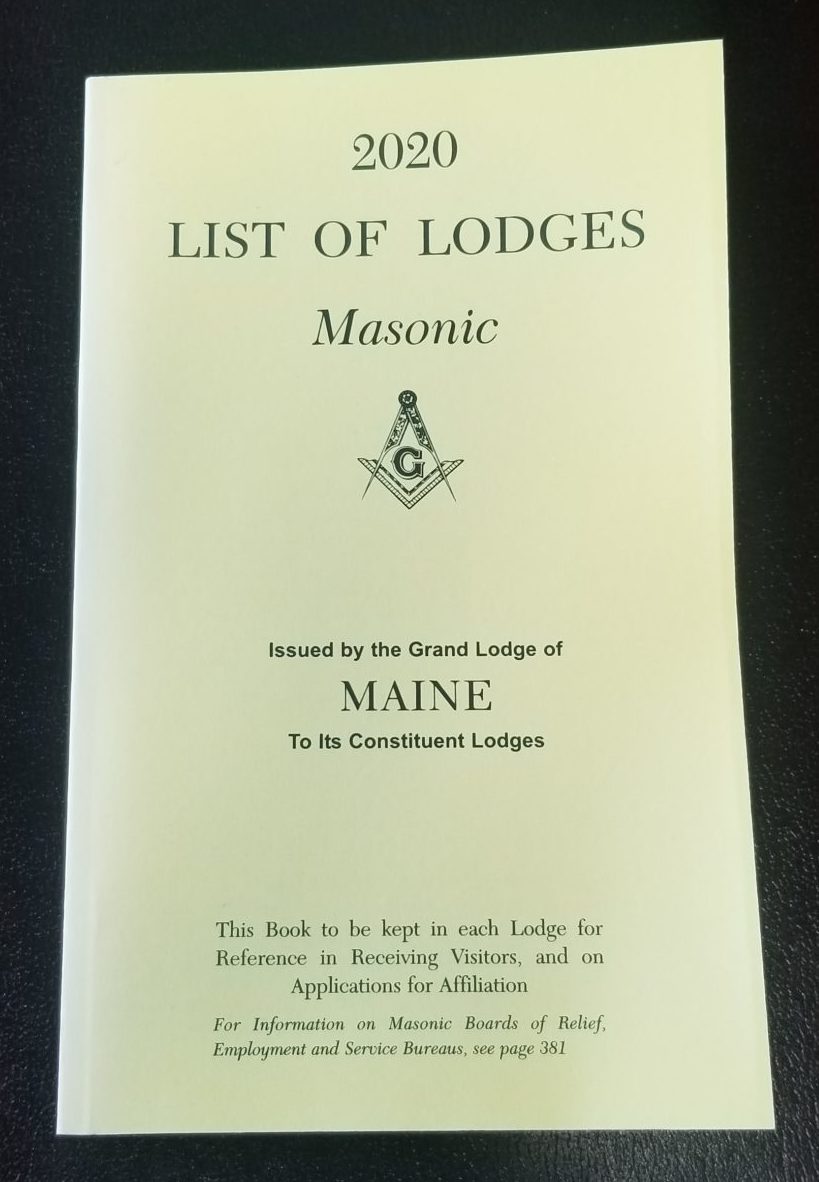 2020
LIST OF LODGES
Masonic
G
Issued by the Grand Lodge of
MAINE
To Its Constituent Lodges
This Book to be kept in each Lodge for
Reference in Receiving Visitors, and on
Applications for Affiliation
For Information on Masonic Boards of Relief,
Employment and Service Bureaus, see page 381